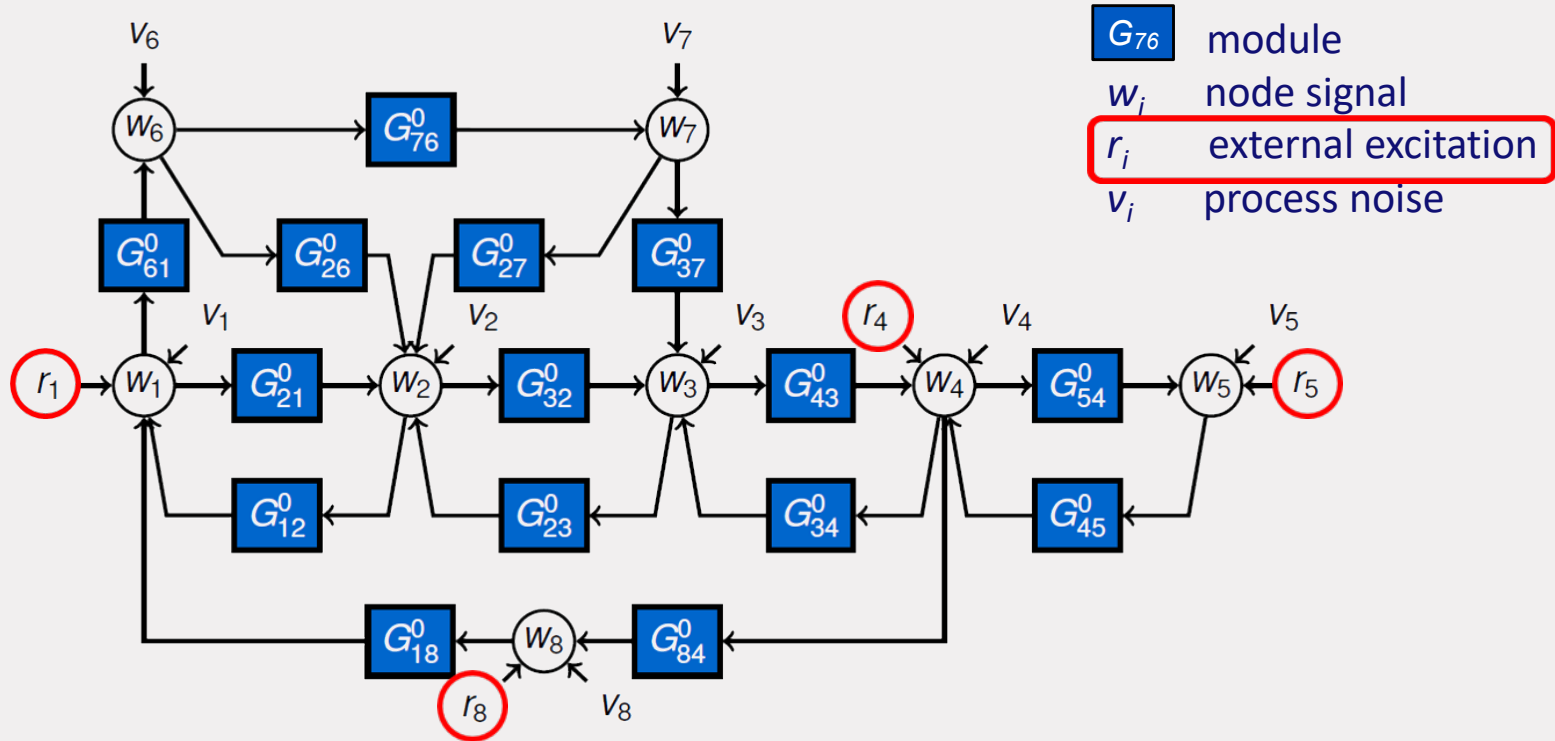 v6 v7 G76 module
wi node signal
w6 G⁰76 w7 ri external excitation
vi process noise
G⁰61 G⁰26 G⁰27 G⁰37
v1 v2 v3 r4 v4 v5
r1 w1 G⁰21 w2 G⁰32 w3 G⁰43 w4 G⁰54 w5 r5
G⁰12 G⁰23 G⁰34 G⁰45
G⁰18 w8 G⁰84
r8 v8